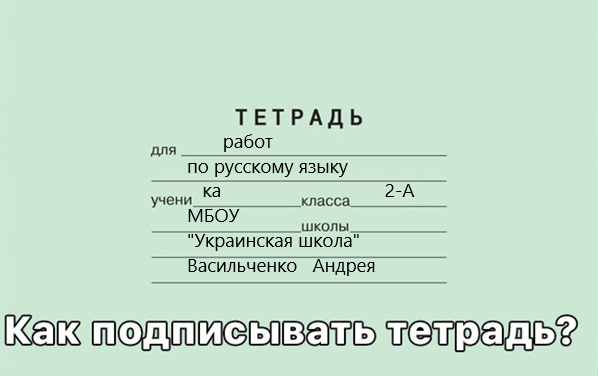 ТЕТРАДЬ
для работ
по русскому языку
учени ка класса 2-А
МБОУ школы
"Украинская школа"
Васильченко Андрея
Как подписывать тетрадь?